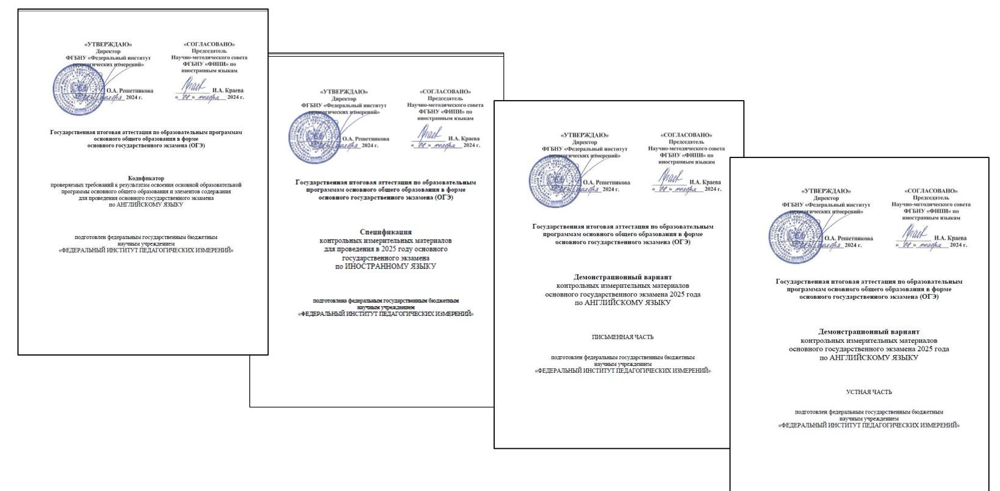 «УТВЕРЖДАЮ»
Директор
ФГБНУ «Федеральный институт
педагогических измерений»
О.А. Решетникова
«08» ноября 2024 г.
«СОГЛАСОВАНО»
Председатель
Научно-методического совета
ФГБНУ «ФИПИ» по
иностранным языкам
И.А. Краева
«08» ноября 2024 г.
Государственная итоговая аттестация по образовательным программам
основного общего образования в форме
основного государственного экзамена (ОГЭ)
Кодификатор
проверяемых требований к результатам освоения основной образовательной
программы основного общего образования и элементов содержания
для проведения основного государственного экзамена
по АНГЛИЙСКОМУ ЯЗЫКУ
подготовлен федеральным государственным бюджетным
научным учреждением
«ФЕДЕРАЛЬНЫЙ ИНСТИТУТ ПЕДАГОГИЧЕСКИХ ИЗМЕРЕНИЙ»
«УТВЕРЖДАЮ»
Директор
ФГБНУ «Федеральный институт
педагогических измерений»
О.А. Решетникова
«08» ноября 2024 г.
«СОГЛАСОВАНО»
Председатель
Научно-методического совета
ФГБНУ «ФИПИ» по
иностранным языкам
И.А. Краева
«08» ноября 2024 г.
Государственная итоговая аттестация по образовательным
программам основного общего образования в форме
основного государственного экзамена (ОГЭ)
Спецификация
контрольных измерительных материалов
для проведения в 2025 году основного
государственного экзамена
по ИНОСТРАННОМУ ЯЗЫКУ
подготовлена федеральным государственным бюджетным
научным учреждением
«ФЕДЕРАЛЬНЫЙ ИНСТИТУТ ПЕДАГОГИЧЕСКИХ ИЗМЕРЕНИЙ»
«УТВЕРЖДАЮ»
Директор
ФГБНУ «Федеральный институт
педагогических измерений»
О.А. Решетникова
«08» ноября 2024 г.
«СОГЛАСОВАНО»
Председатель
Научно-методического совета
ФГБНУ «ФИПИ» по
иностранным языкам
И.А. Краева
«08» ноября 2024 г.
Государственная итоговая аттестация по образовательным
программам основного общего образования в форме
основного государственного экзамена (ОГЭ)
Демонстрационный вариант
контрольных измерительных материалов
основного государственного экзамена 2025 года
по АНГЛИЙСКОМУ ЯЗЫКУ
ПИСЬМЕННАЯ ЧАСТЬ
подготовлен федеральным государственным бюджетным
научным учреждением
«ФЕДЕРАЛЬНЫЙ ИНСТИТУТ ПЕДАГОГИЧЕСКИХ ИЗМЕРЕНИЙ»
«УТВЕРЖДАЮ»
Директор
ФГБНУ «Федеральный институт
педагогических измерений»
О.А. Решетникова
«08» ноября 2024 г.
«СОГЛАСОВАНО»
Председатель
Научно-методического совета
ФГБНУ «ФИПИ» по
иностранным языкам
И.А. Краева
«08» ноября 2024 г.
Государственная итоговая аттестация по образовательным
программам основного общего образования в форме
основного государственного экзамена (ОГЭ)
Демонстрационный вариант
контрольных измерительных материалов
основного государственного экзамена 2025 года
по АНГЛИЙСКОМУ ЯЗЫКУ
УСТНАЯ ЧАСТЬ
подготовлен федеральным государственным бюджетным
научным учреждением
«ФЕДЕРАЛЬНЫЙ ИНСТИТУТ ПЕДАГОГИЧЕСКИХ ИЗМЕРЕНИЙ»